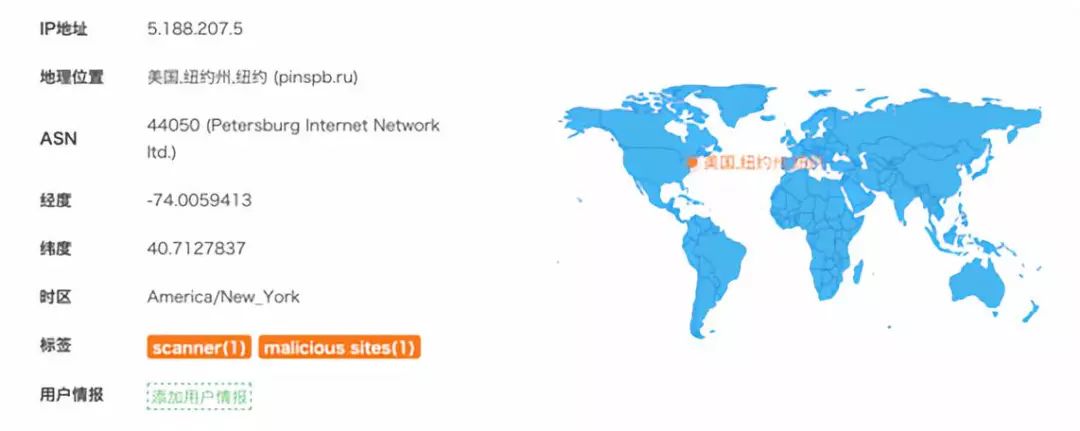 IP地址 5.188.207.5
地理位置 美国.纽约州.纽约 (pinspb.ru)
ASN 44050 (Petersburg Internet Network
ltd.)
经度 -74.0059413
纬度 40.7127837
时区 America/New_York
标签 scanner(1) malicious sites(1)
用户情报 添加用户情报
美国.纽约州.纽约